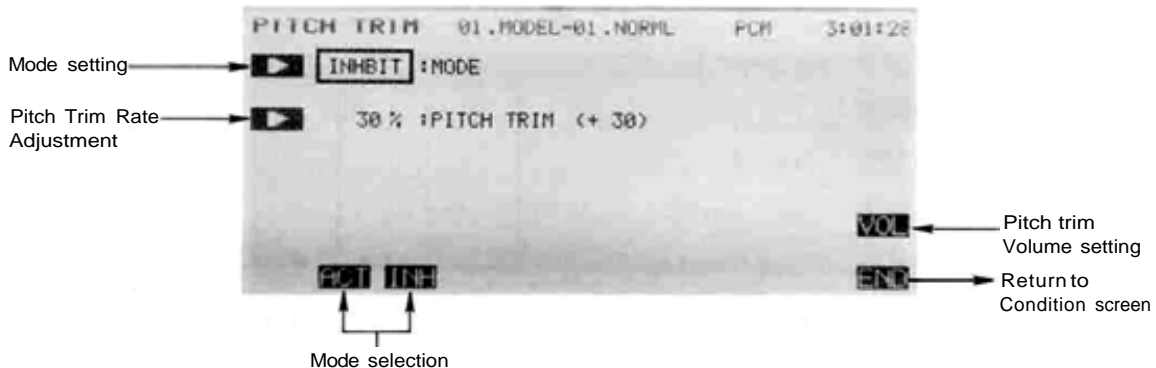 PITCH TRIM 01.MODEL-01.NORML PCM 3:01:28
Mode setting INHBIT :MODE
Pitch Trim Rate
Adjustment
30% :PITCH TRIM (+ 30)
VOL
Pitch trim
Volume setting
ACT INH
END
Return to
Condition screen
Mode selection